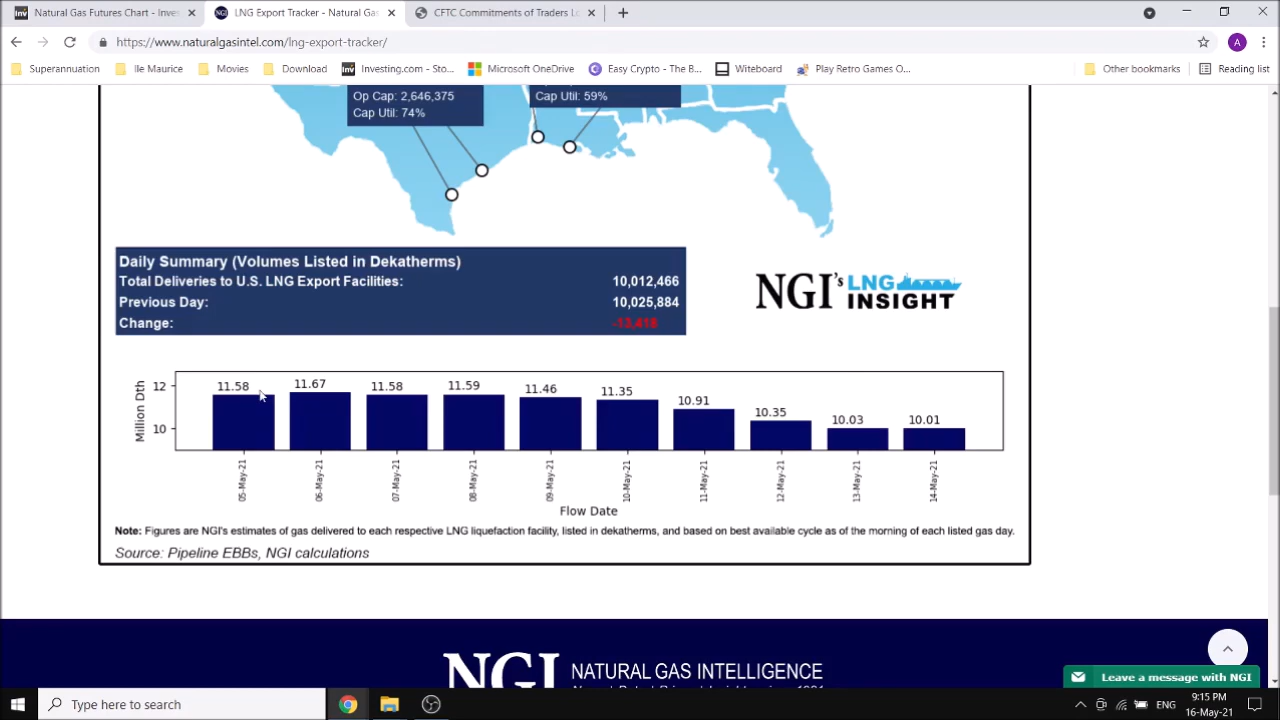 Natural Gas Futures Chart - Inves
LNG Export Tracker - Natural Gas
CFTC Commitments of Traders Lo
https://www.naturalgasintel.com/lng-export-tracker/
A
Superannuation
Ile Maurice
Movies
Download
Inv
Investing.com - Sto...
Microsoft OneDrive
Easy Crypto - The B...
Witeboard
Play Retro Games O...
Other bookmarks
Reading list
Op Cap: 2,646,375
Cap Util: 74%
Cap Util: 59%
Daily Summary (Volumes Listed in Dekatherms)
Total Deliveries to U.S. LNG Export Facilities: 10,012,466
Previous Day: 10,025,884
Change: -13,418
NGI's LNG INSIGHT
Million Dth
12
10
11.58
11.67
11.58
11.59
11.46
11.35
10.91
10.35
10.03
10.01
05-May-21
06-May-21
07-May-21
08-May-21
09-May-21
10-May-21
11-May-21
12-May-21
13-May-21
14-May-21
Flow Date
Note: Figures are NGI's estimates of gas delivered to each respective LNG liquefaction facility, listed in dekatherms, and based on best available cycle as of the morning of each listed gas day.
Source: Pipeline EBBs, NGI calculations
NGI NATURAL GAS INTELLIGENCE
Leave a message with NGI
Type here to search
ENG
9:15 PM
16-May-21